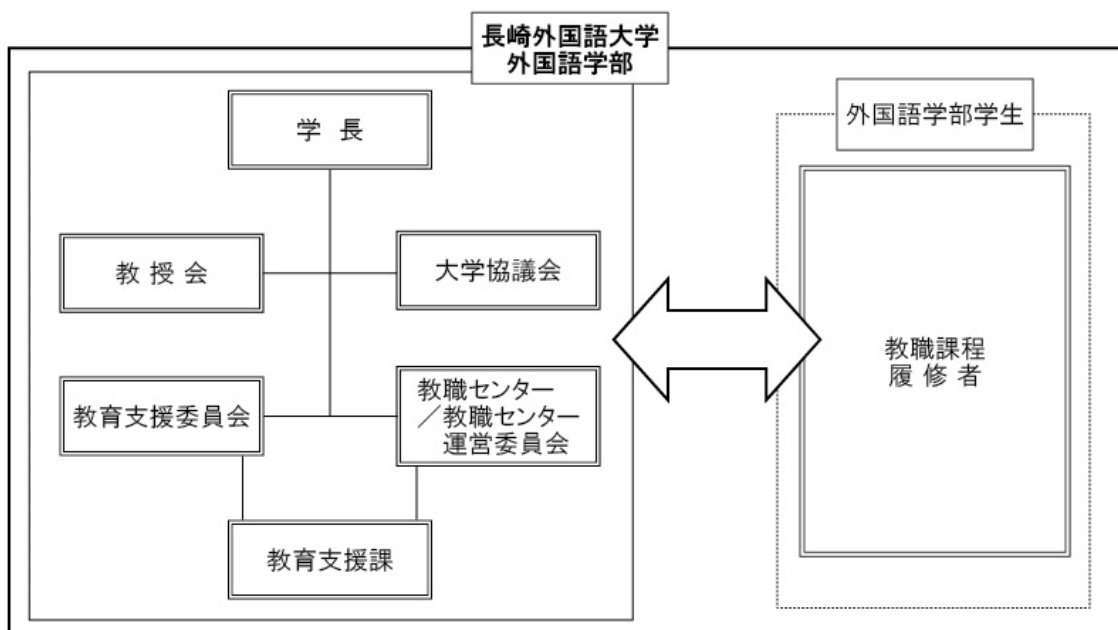 長崎外国語大学
外国語学部
学 長
教 授 会
大学協議会
教育支援委員会
教職センター
／教職センター
運営委員会
教育支援課
外国語学部学生
教職課程
履 修 者